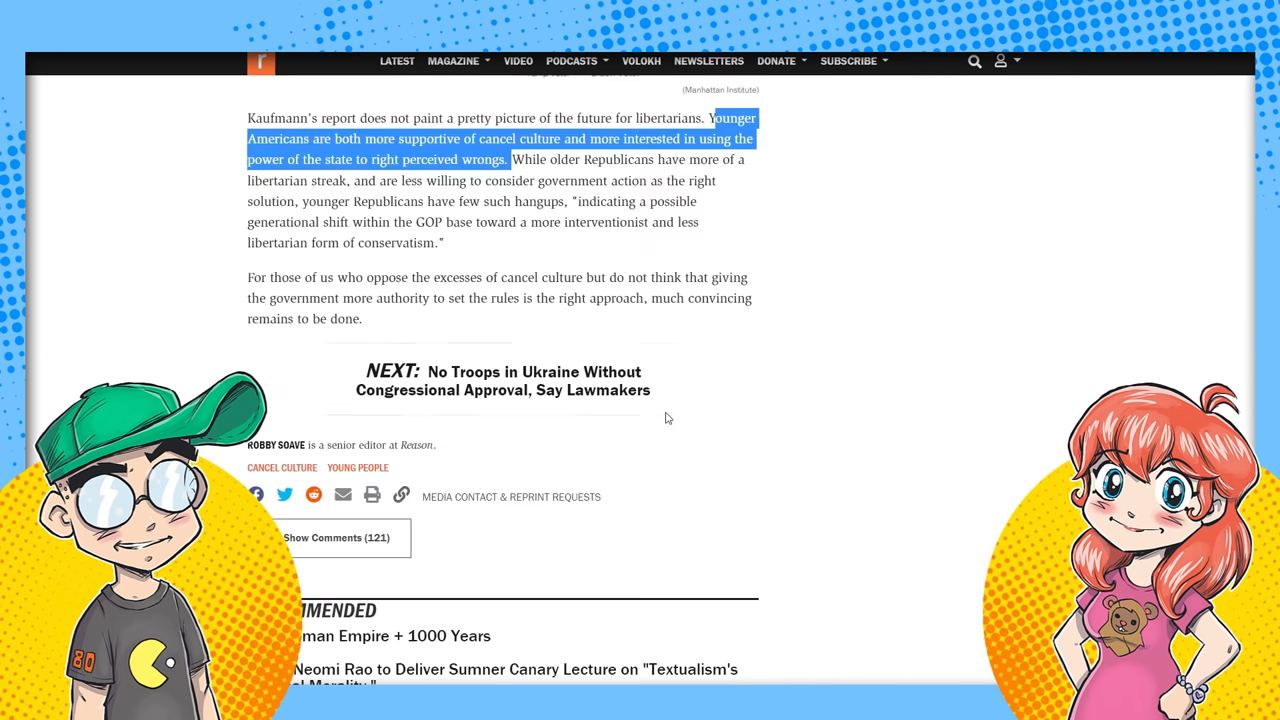 r LATEST MAGAZINE VIDEO PODCASTS VOLOKH NEWSLETTERS DONATE SUBSCRIBE
(Manhattan Institute)
Kaufmann's report does not paint a pretty picture of the future for libertarians. Younger
Americans are both more supportive of cancel culture and more interested in using the
power of the state to right perceived wrongs. While older Republicans have more of a
libertarian streak, and are less willing to consider government action as the right
solution, younger Republicans have few such hangups, "indicating a possible
generational shift within the GOP base toward a more interventionist and less
libertarian form of conservatism."
For those of us who oppose the excesses of cancel culture but do not think that giving
the government more authority to set the rules is the right approach, much convincing
remains to be done.
NEXT: No Troops in Ukraine Without
Congressional Approval, Say Lawmakers
ROBBY SOAVE is a senior editor at Reason.
CANCEL CULTURE YOUNG PEOPLE
MEDIA CONTACT & REPRINT REQUESTS
Show Comments (121)
MMENDED
man Empire + 1000 Years
Neomi Rao to Deliver Sumner Canary Lecture on "Textualism's
80